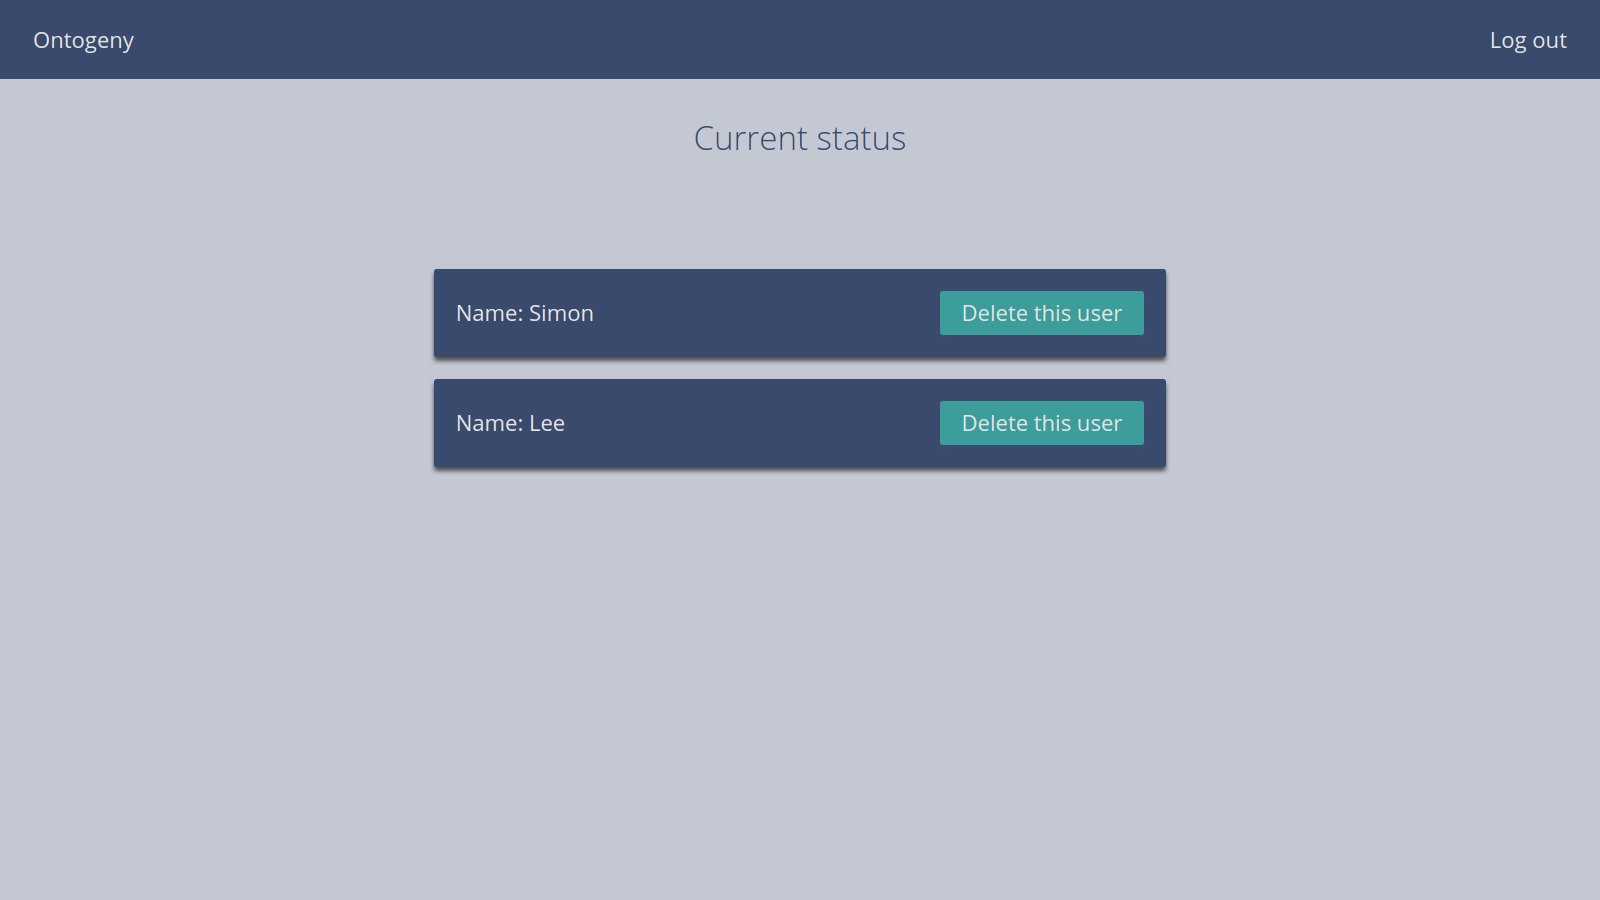 Ontogeny
Log out
Current status
Name: Simon
Delete this user
Name: Lee
Delete this user